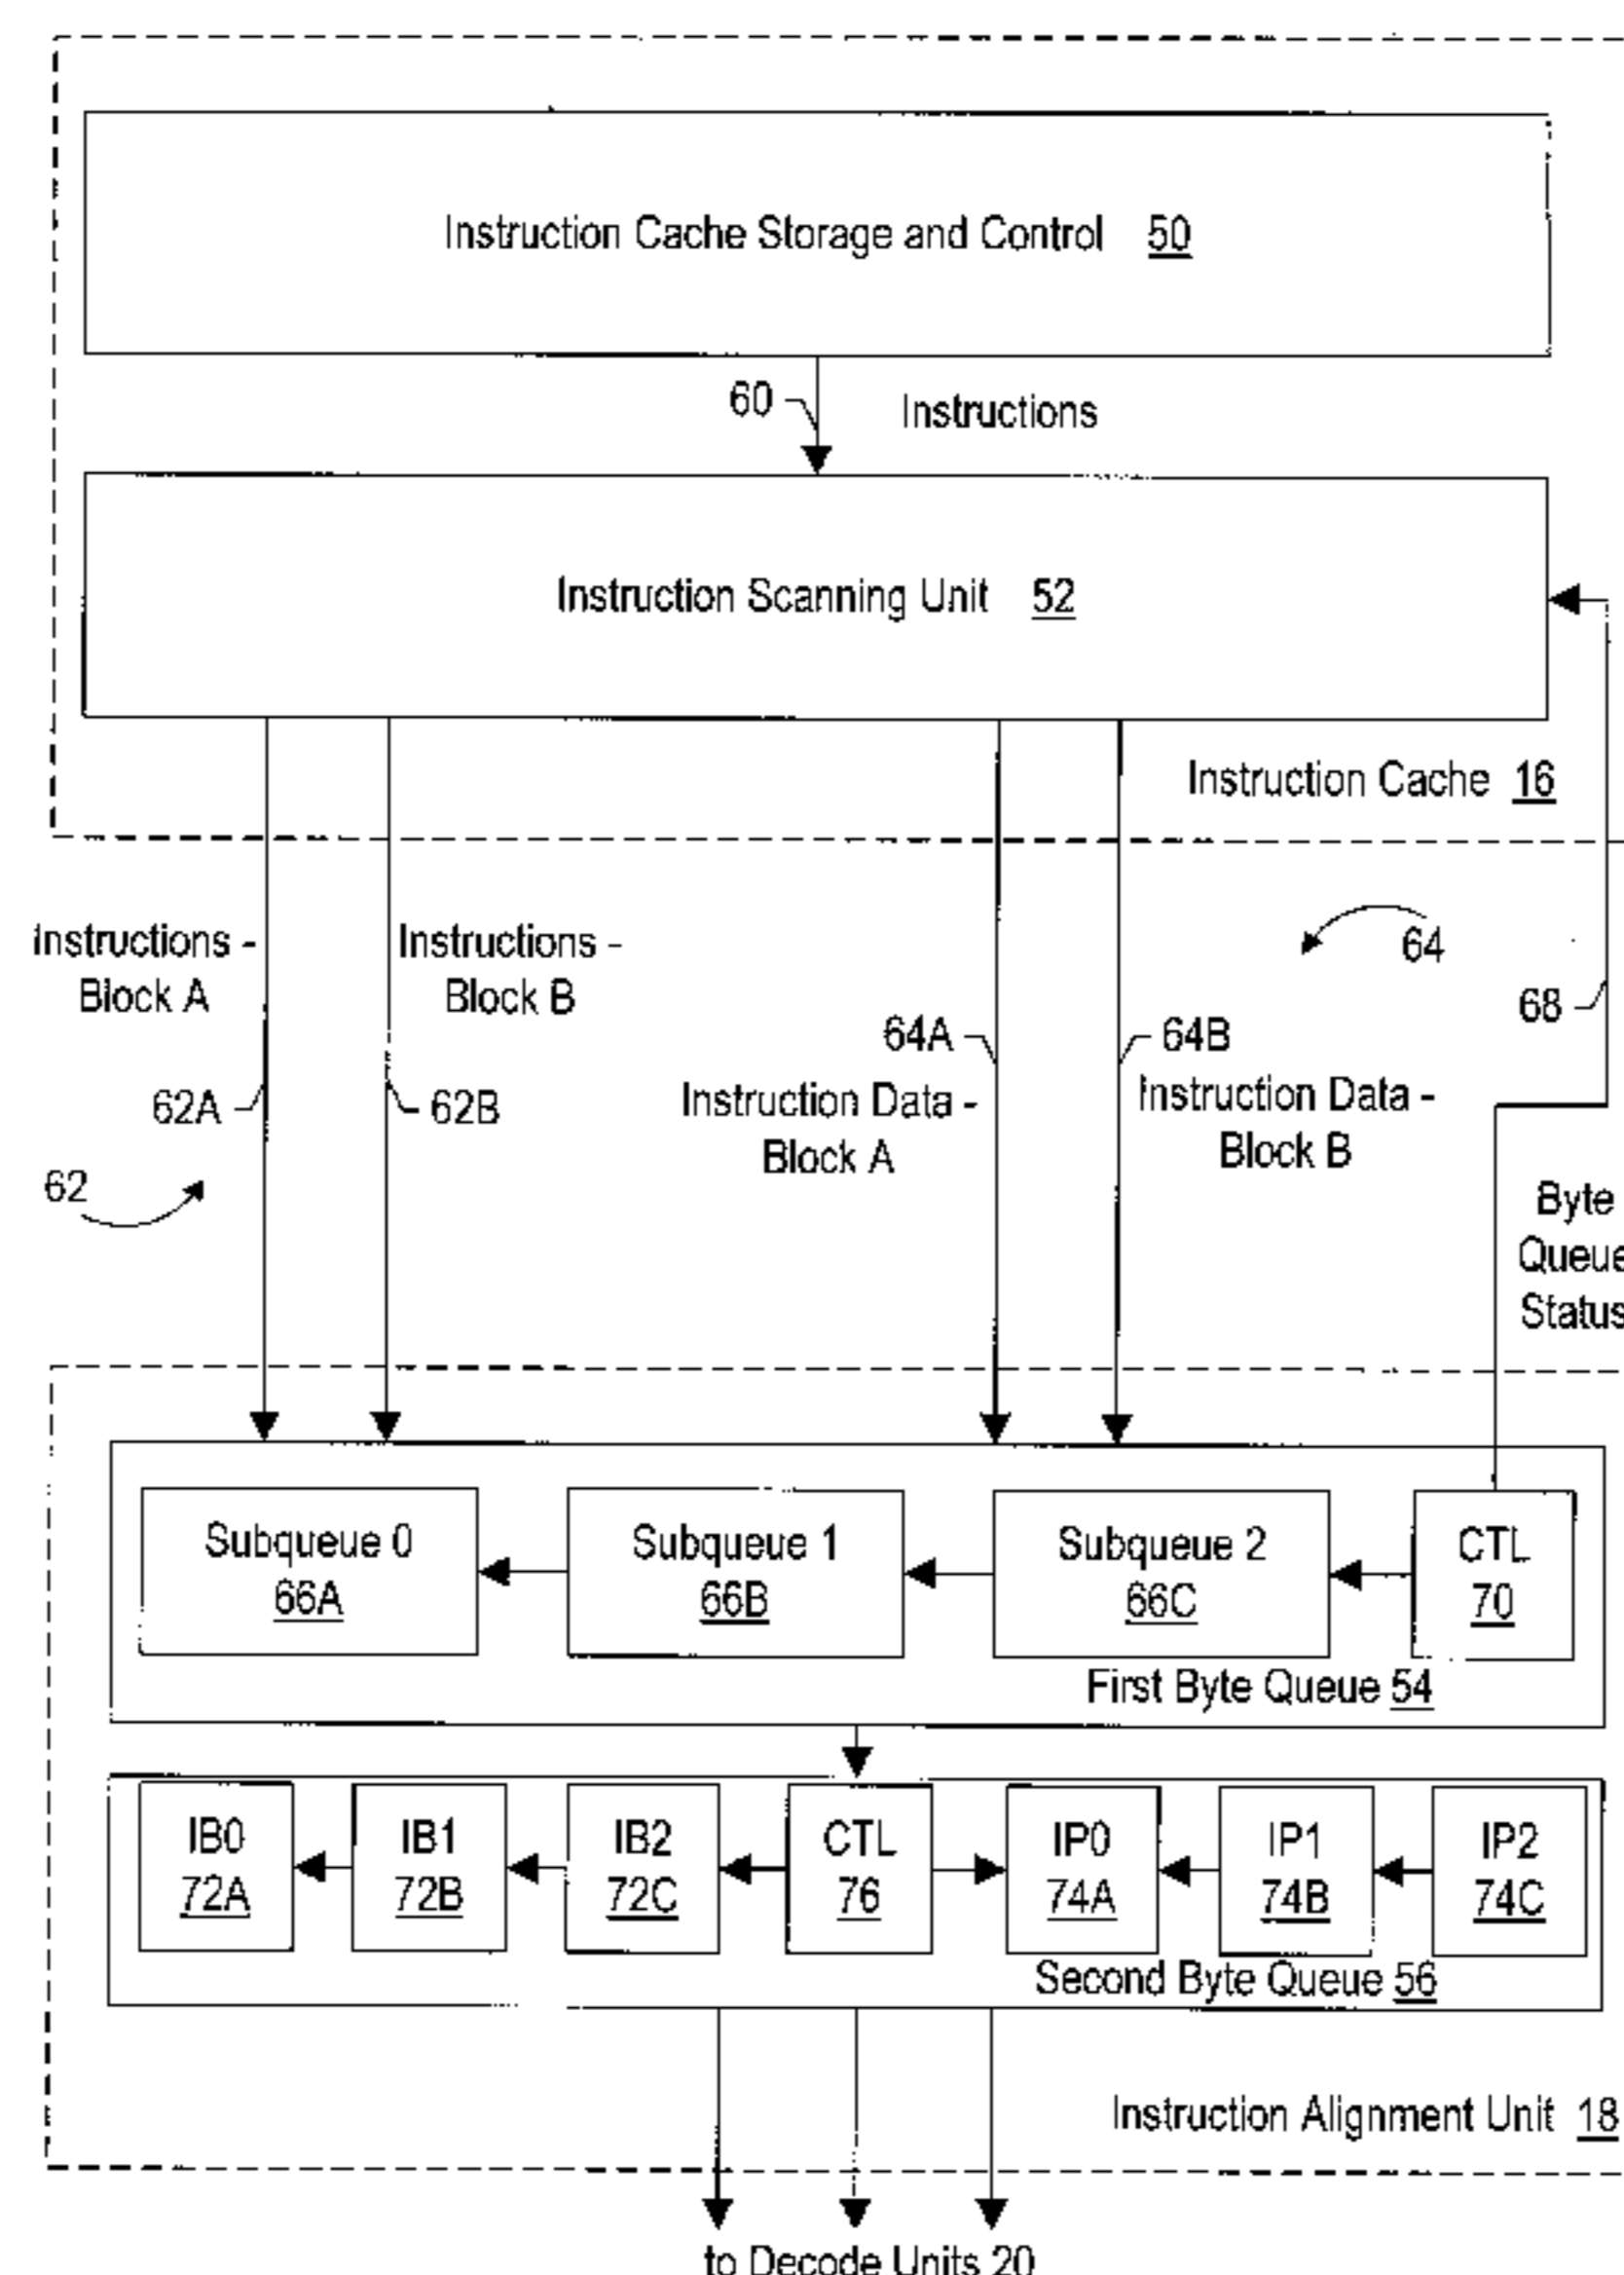 Instruction Cache Storage and Control 50
60
Instructions
Instruction Scanning Unit 52
Instruction Cache 16
Instructions -
Block A
Instructions -
Block B
64
68
64A
64B
62A
62B
Instruction Data -
Block A
Instruction Data -
Block B
62
Byte
Queue
Status
Subqueue 0
66A
Subqueue 1
66B
Subqueue 2
66C
CTL
70
First Byte Queue 54
IB0
72A
IB1
72B
IB2
72C
CTL
76
IP0
74A
IP1
74B
IP2
74C
Second Byte Queue 56
Instruction Alignment Unit 18
to Decode Units 20